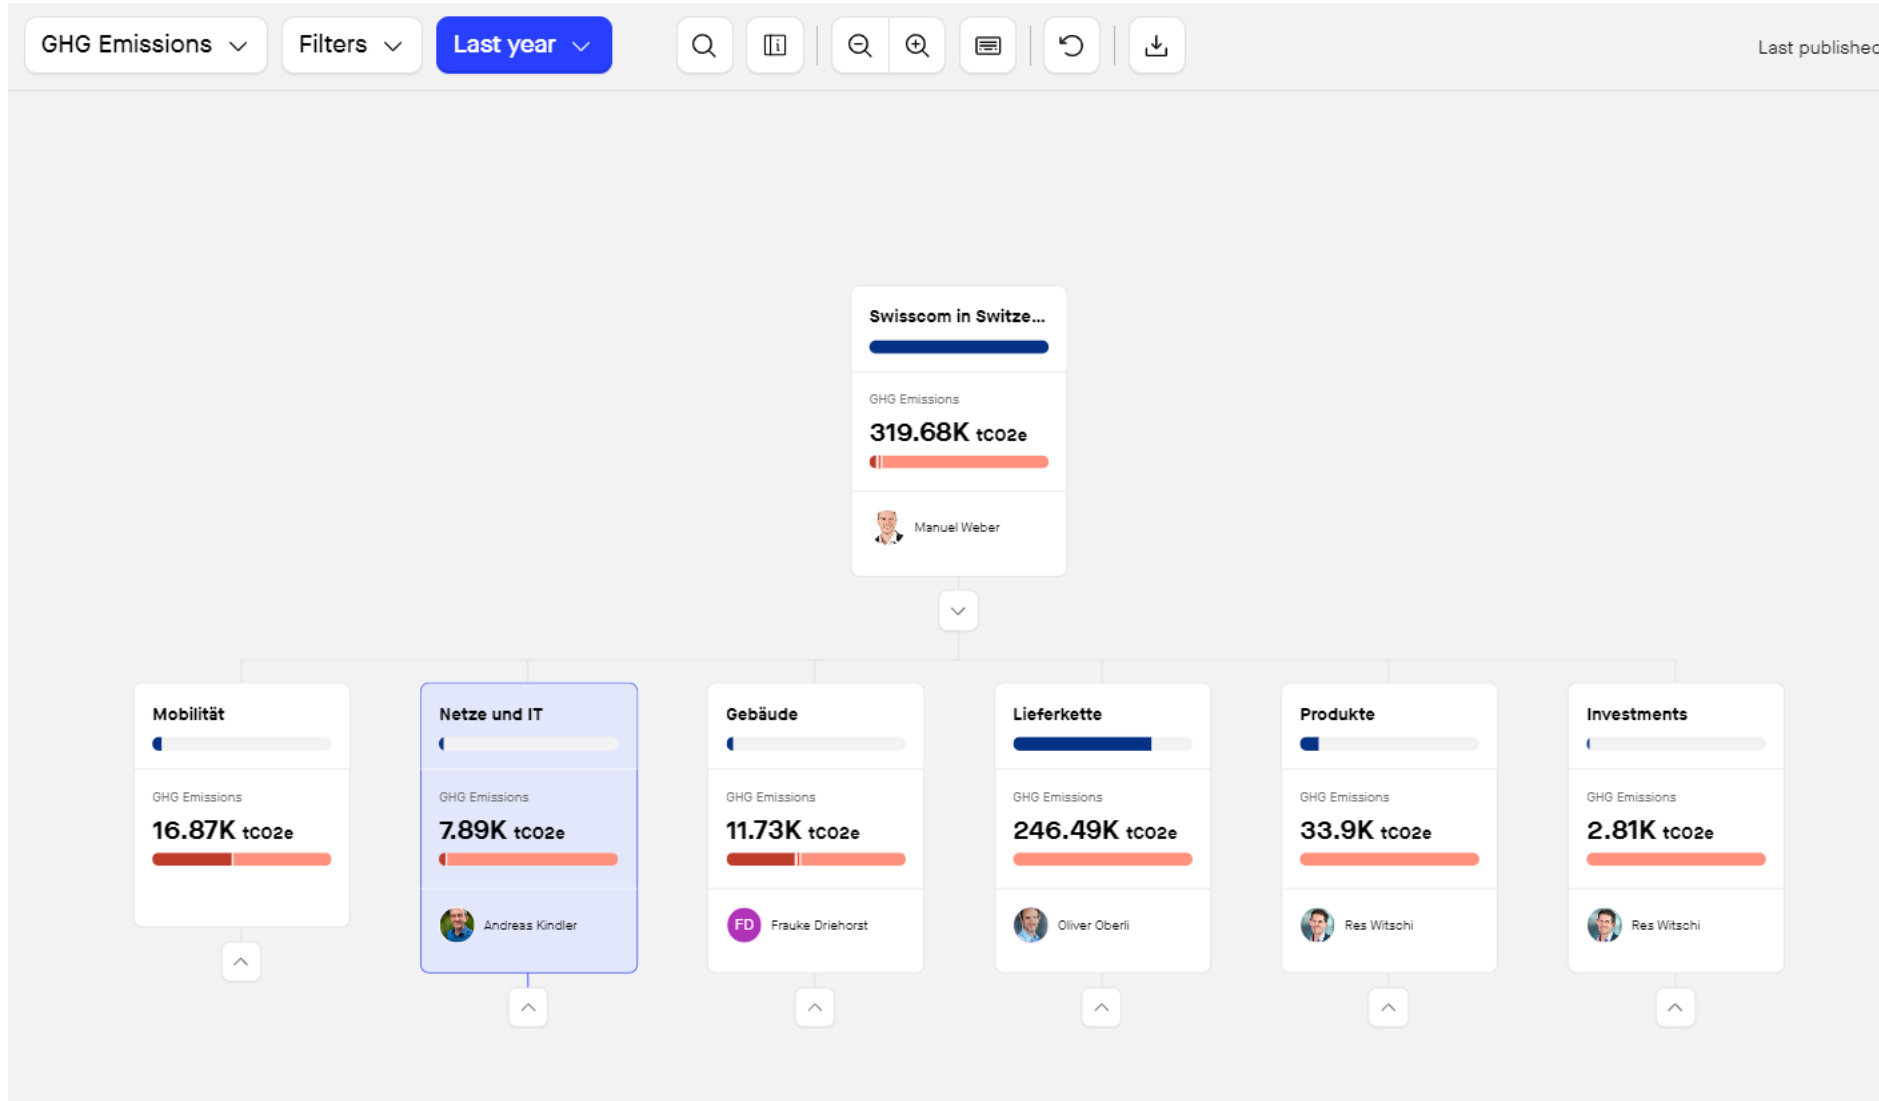 GHG Emissions
Filters
Last year
Last published
Swisscom in Switze...
GHG Emissions
319.68K tCO2e
Manuel Weber
Mobilität
GHG Emissions
16.87K tCO2e
Netze und IT
GHG Emissions
7.89K tCO2e
Andreas Kindler
Gebäude
GHG Emissions
11.73K tCO2e
FD
Frauke Driehorst
Lieferkette
GHG Emissions
246.49K tCO2e
Oliver Oberli
Produkte
GHG Emissions
33.9K tCO2e
Res Witschi
Investments
GHG Emissions
2.81K tCO2e
Res Witschi